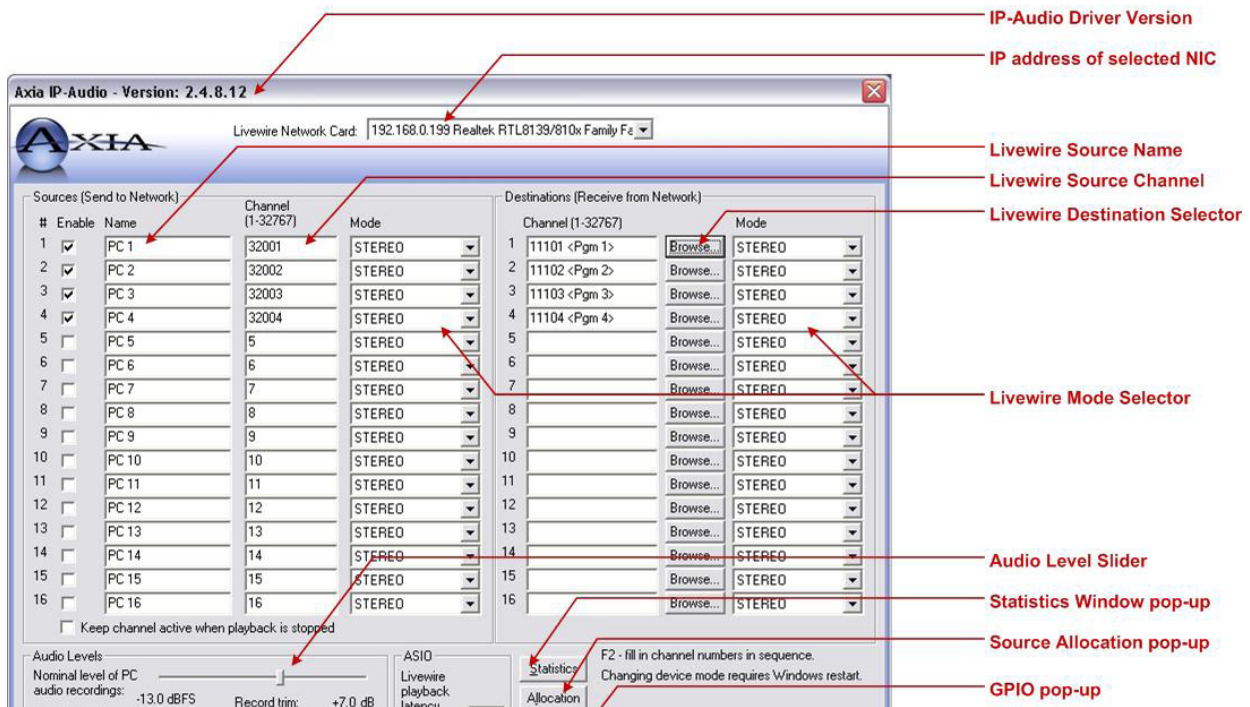 IP-Audio Driver Version
IP address of selected NIC
Axia IP-Audio - Version: 2.4.8.12
AXIA
Livewire Network Card: 192.168.0.199 Realtek RTL8139/810x Family Fa
Livewire Source Name
Livewire Source Channel
Livewire Destination Selector
Sources (Send to Network) Destinations (Receive from Network)
# Enable Name Channel (1-32767) Mode Channel (1-32767) Mode
1 PC 1 32001 STEREO 1 11101 <Pgm 1> Browse... STEREO
2 PC 2 32002 STEREO 2 11102 <Pgm 2> Browse... STEREO
3 PC 3 32003 STEREO 3 11103 <Pgm 3> Browse... STEREO
4 PC 4 32004 STEREO 4 11104 <Pgm 4> Browse... STEREO
5 PC 5 5 STEREO 5 Browse... STEREO
6 PC 6 6 STEREO 6 Browse... STEREO
7 PC 7 7 STEREO 7 Browse... STEREO
Livewire Mode Selector
8 PC 8 8 STEREO 8 Browse... STEREO
9 PC 9 9 STEREO 9 Browse... STEREO
10 PC 10 10 STEREO 10 Browse... STEREO
11 PC 11 11 STEREO 11 Browse... STEREO
12 PC 12 12 STEREO 12 Browse... STEREO
13 PC 13 13 STEREO 13 Browse... STEREO
14 PC 14 14 STEREO 14 Browse... STEREO
Audio Level Slider
15 PC 15 15 STEREO 15 Browse... STEREO
16 PC 16 16 STEREO 16 Browse... STEREO
Statistics Window pop-up
Keep channel active when playback is stopped
Source Allocation pop-up
Audio Levels
Nominal level of PC
audio recordings:
-13.0 dBFS Record trim: +7.0 dB
ASIO
Livewire
playback
latency
Statistics
Allocation
F2 - fill in channel numbers in sequence.
Changing device mode requires Windows restart.
GPIO pop-up